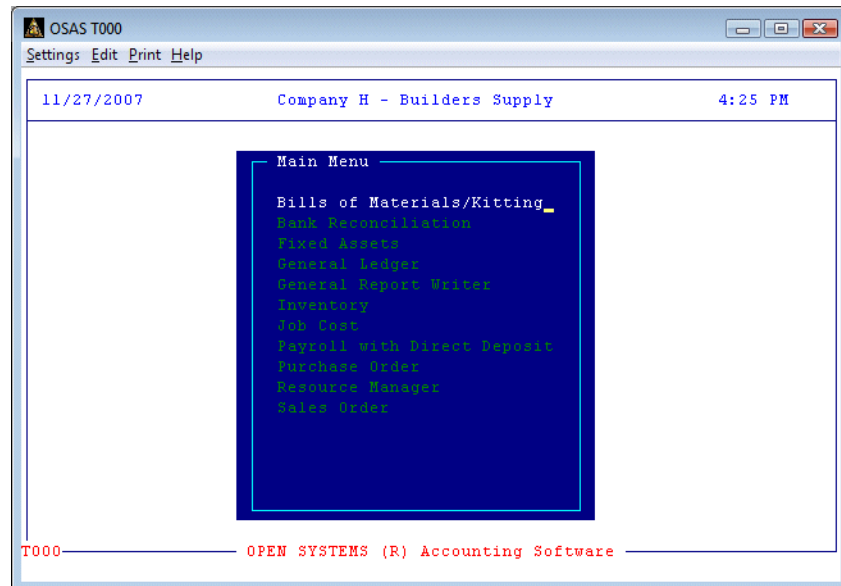 OSAS T000
Settings Edit Print Help
11/27/2007 Company H - Builders Supply 4:25 PM
Main Menu
Bills of Materials/Kitting_
Bank Reconciliation
Fixed Assets
General Ledger
General Report Writer
Inventory
Job Cost
Payroll with Direct Deposit
Purchase Order
Resource Manager
Sales Order
T000 OPEN SYSTEMS (R) Accounting Software